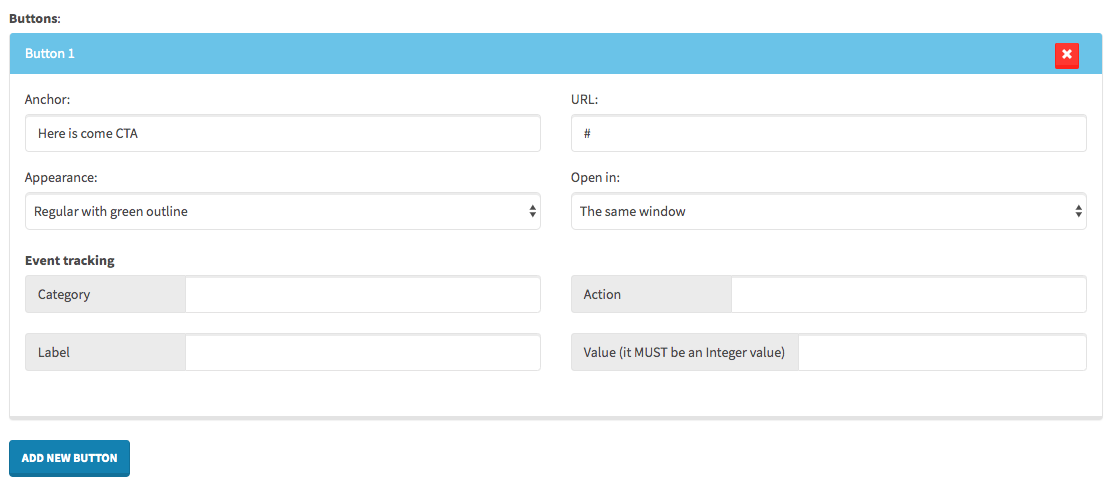 Buttons:
Button 1
Anchor:
URL:
Here is come CTA
#
Appearance:
Open in:
Regular with green outline
The same window
Event tracking
Category
Action
Label
Value (it MUST be an Integer value)
ADD NEW BUTTON